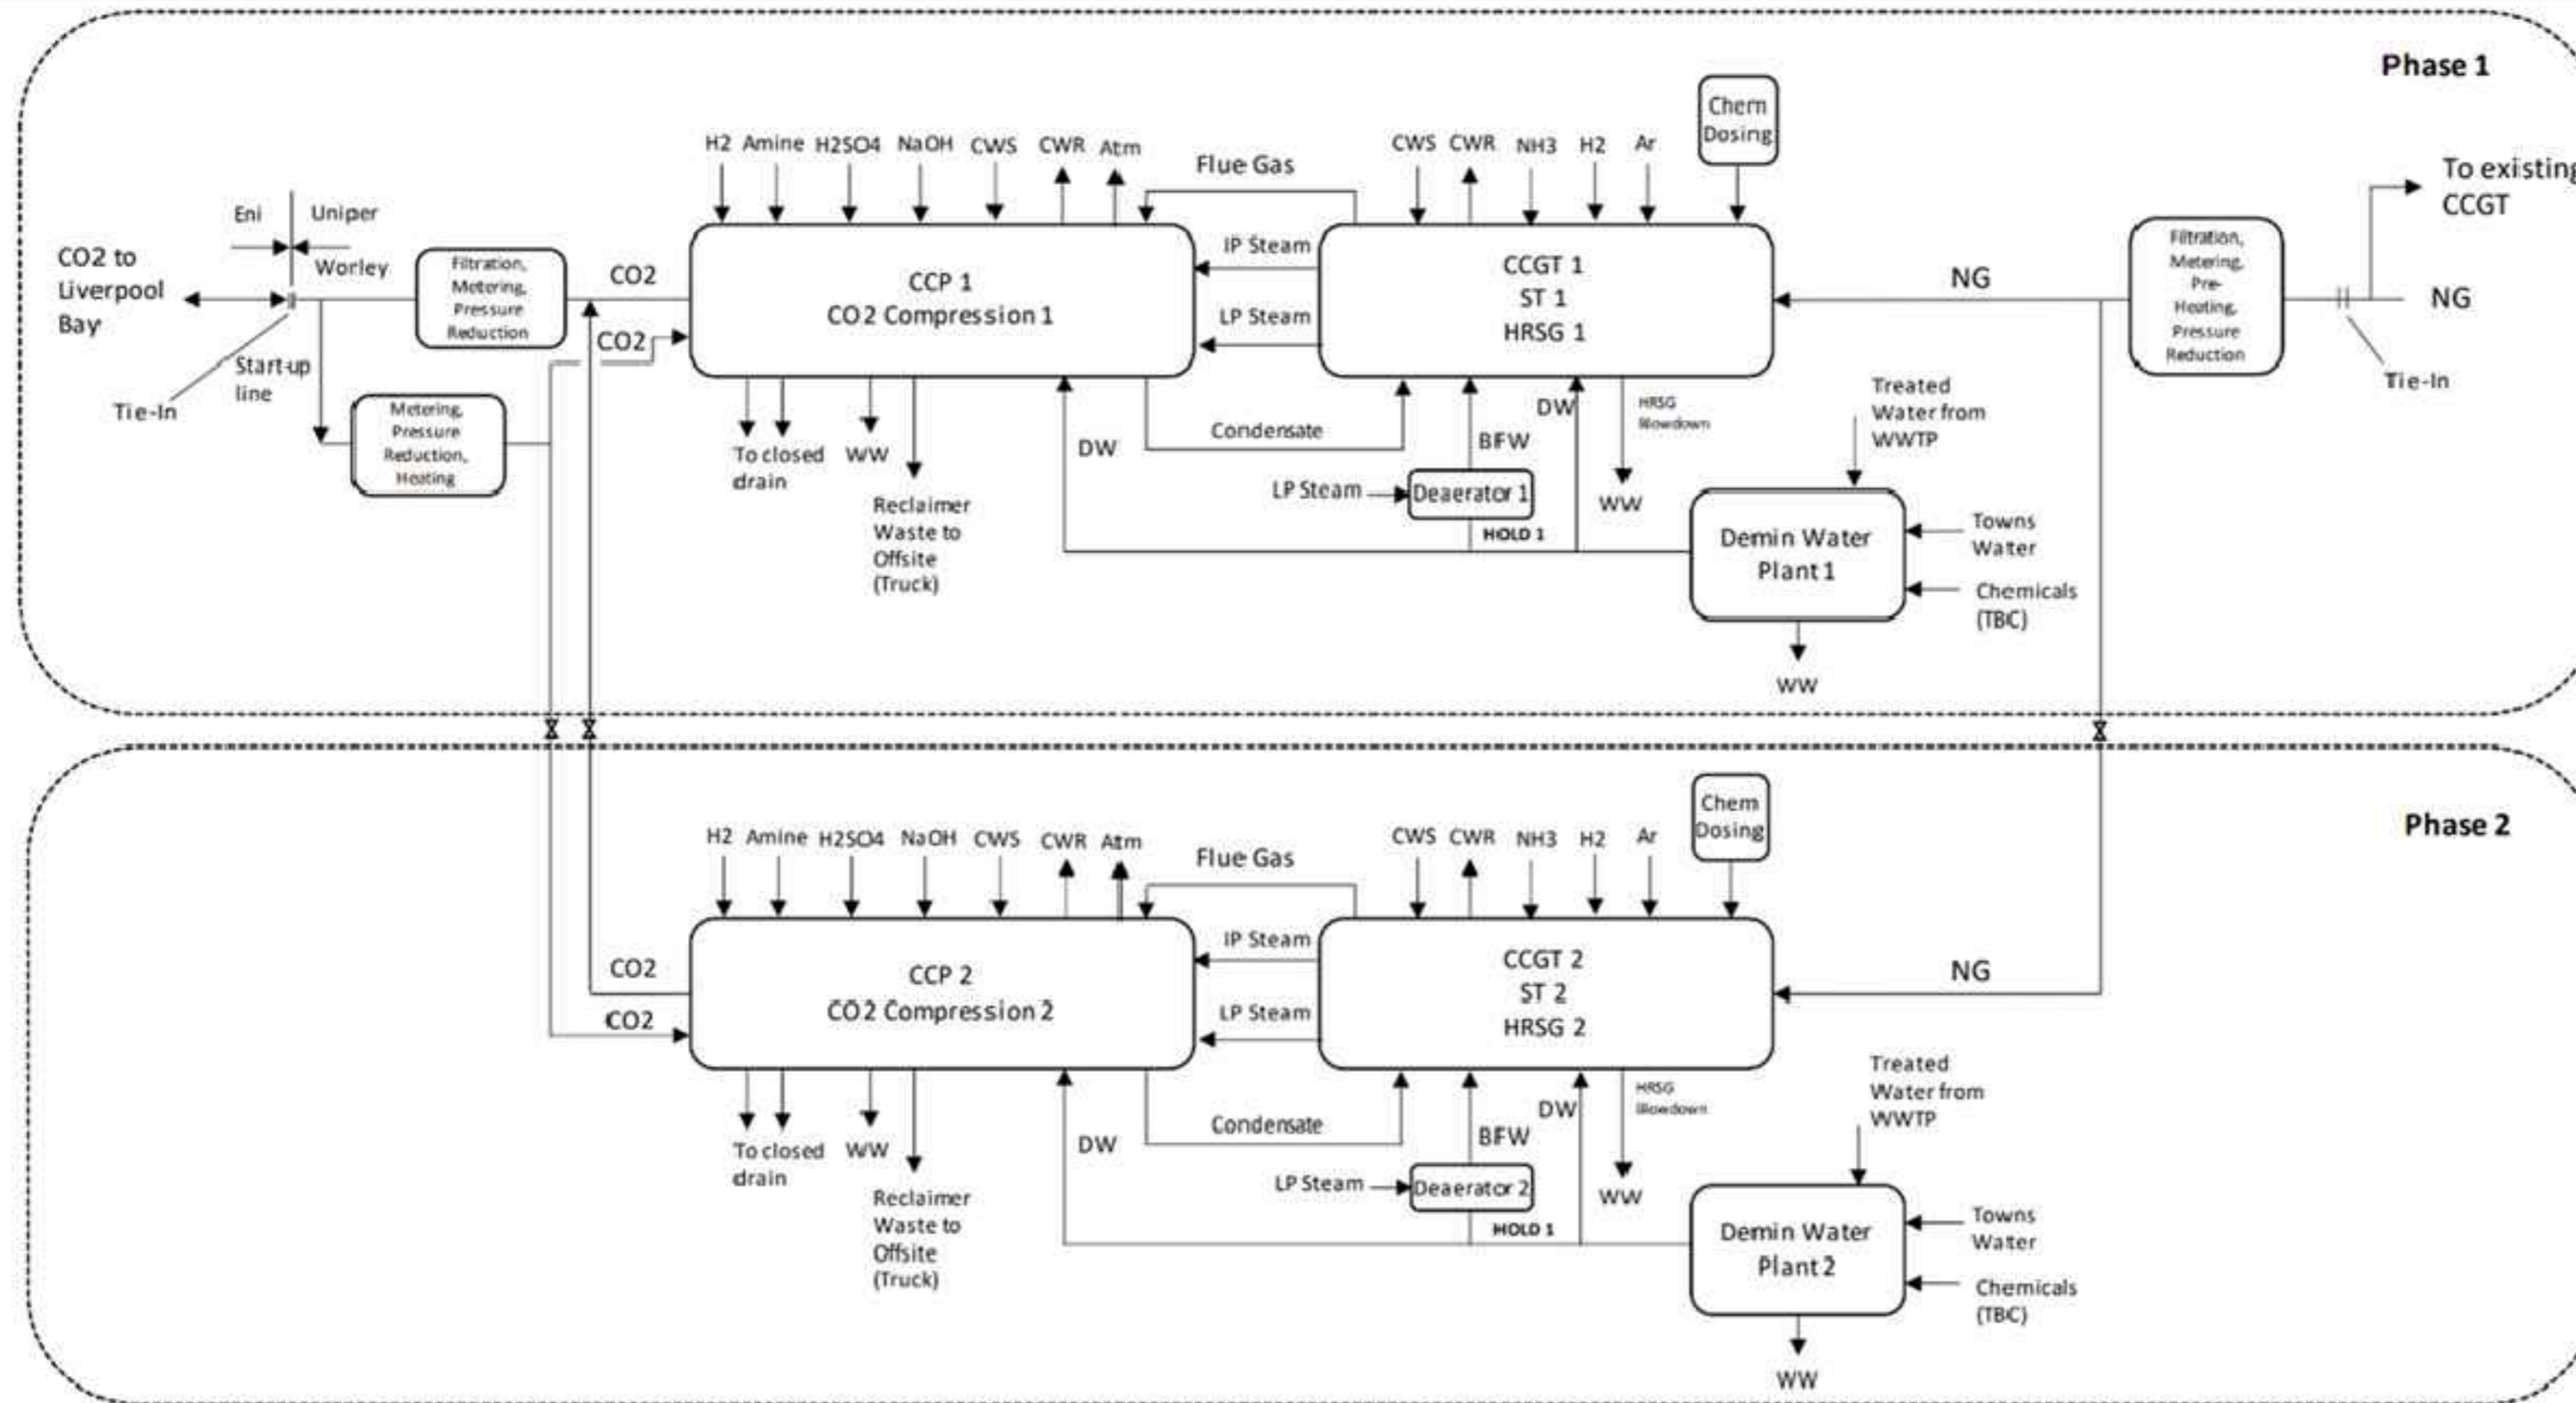 Phase 1
Chem
Dosing
H2 Amine H2SO4 NaOH CWS CWR Atm
Flue Gas
CWS CWR NH3 H2 Ar
To existing
CCGT
Eni
Uniper
Worley
CO2 to
Liverpool
Bay
Filtration,
Metering,
Pressure
Reduction
CO2
CO2
CCP 1
CO2 Compression 1
IP Steam
LP Steam
CCGT 1
ST 1
HRSG 1
NG
Filtration,
Metering,
Pre-
Heating,
Pressure
Reduction
NG
Tie-In
Start-up
line
Tie-In
Metering,
Pressure
Reduction,
Heating
To closed
drain
WW
Reclaimer
Waste to
Offsite
(Truck)
DW
Condensate
BFW
DW
HRSG
Blowdown
WW
LP Steam
Deaerator 1
HOLD 1
Treated
Water from
WWTP
Demin Water
Plant 1
Towns
Water
Chemicals
(TBC)
WW
Phase 2
Chem
Dosing
H2 Amine H2SO4 NaOH CWS CWR Atm
Flue Gas
CWS CWR NH3 H2 Ar
CO2
CO2
CCP 2
CO2 Compression 2
IP Steam
LP Steam
CCGT 2
ST 2
HRSG 2
NG
To closed
drain
WW
Reclaimer
Waste to
Offsite
(Truck)
DW
Condensate
BFW
DW
HRSG
Blowdown
WW
LP Steam
Deaerator 2
HOLD 1
Treated
Water from
WWTP
Demin Water
Plant 2
Towns
Water
Chemicals
(TBC)
WW